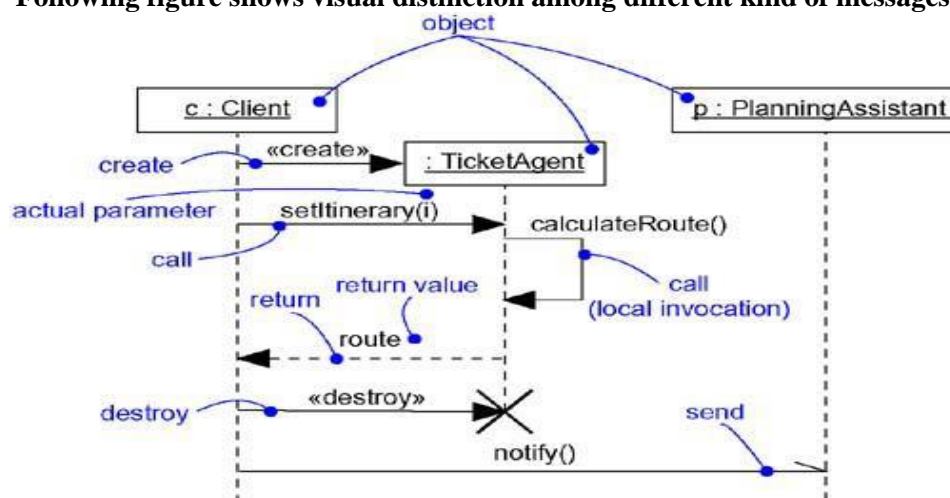 Following figure shows visual distinction among different kind of messages
object
c : Client
p : PlanningAssistant
«create»
: TicketAgent
create
actual parameter
setItinerary(i)
calculateRoute()
call
call
(local invocation)
return value
return
route
«destroy»
destroy
send
notify()